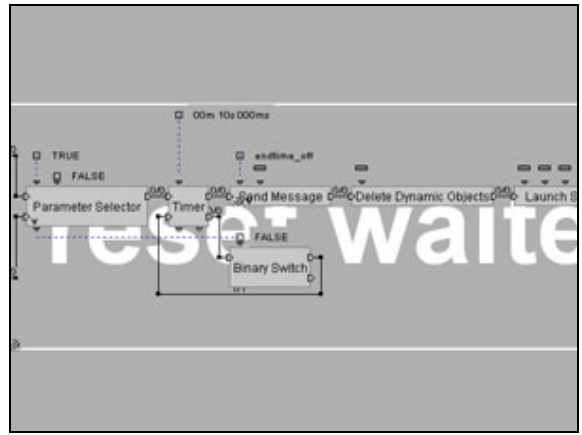 00m 10s 000ms
TRUE
endtime_off
FALSE
Parameter Selector
Timer
Send Message
Delete Dynamic Objects
Launch S
reset waite
FALSE
Binary Switch